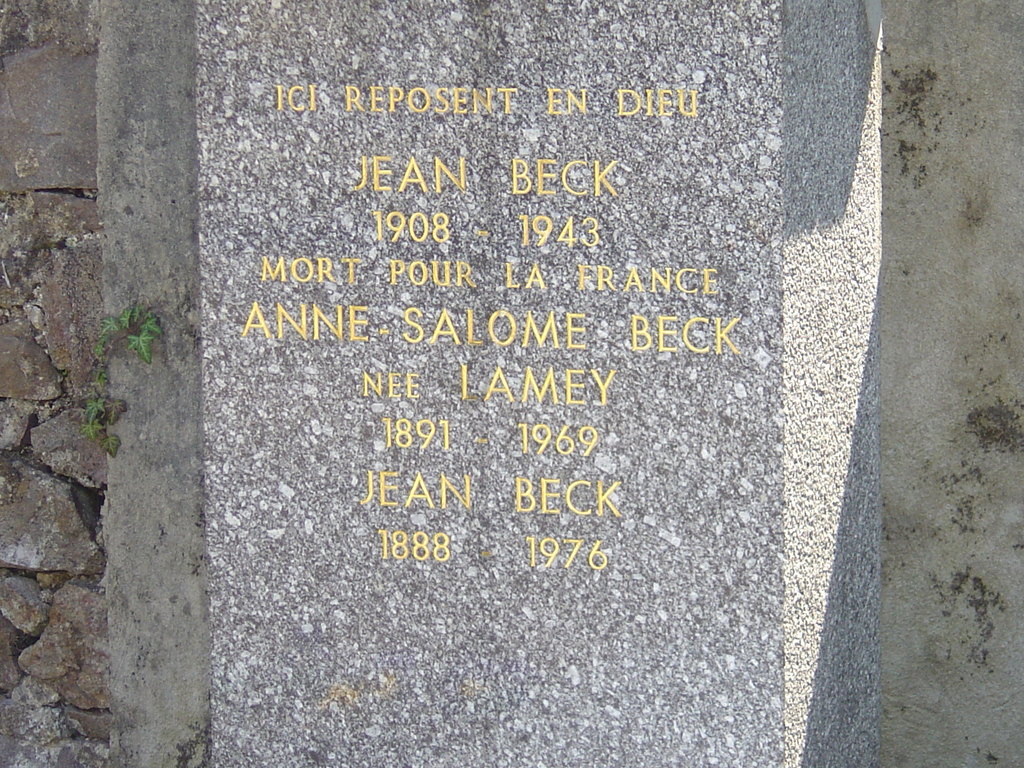 ICI REPOSENT EN DIEU
JEAN BECK
1908 - 1943
MORT POUR LA FRANCE
ANNE-SALOME BECK
NEE LAMEY
1891 - 1969
JEAN BECK
1888 - 1976